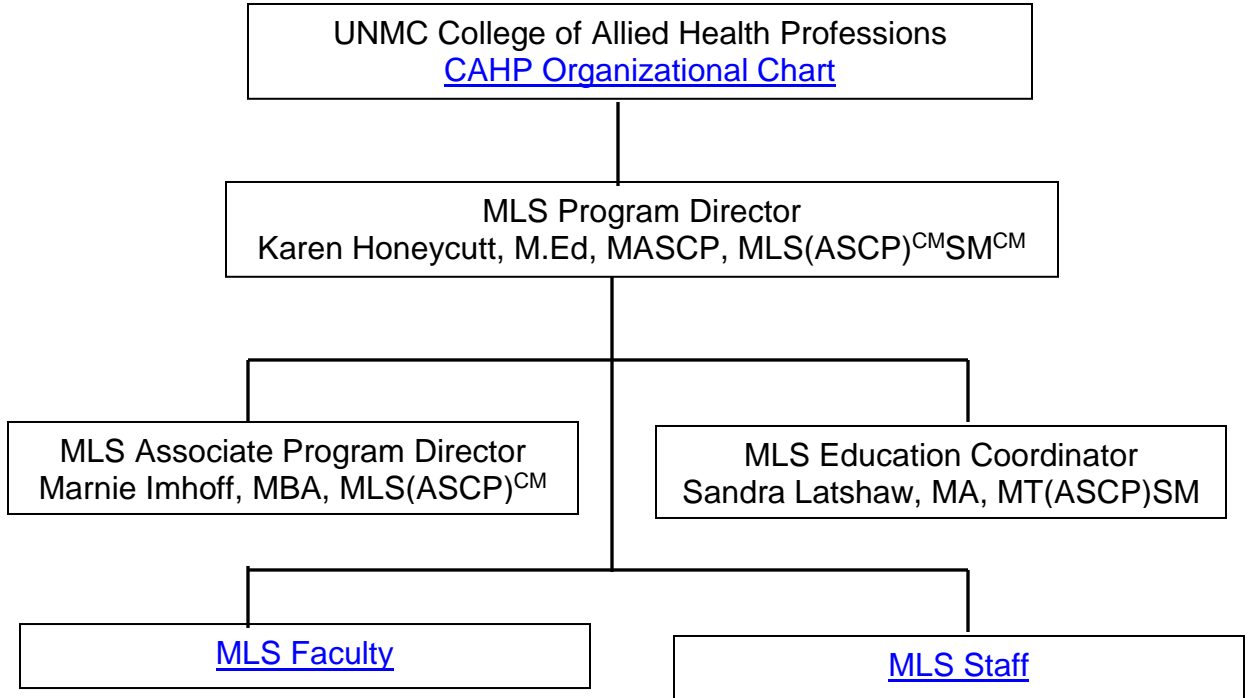 UNMC College of Allied Health Professions
CAHP Organizational Chart
MLS Program Director
Karen Honeycutt, M.Ed, MASCP, MLS(ASCP)ᶜᴹSMᶜᴹ
MLS Associate Program Director
Marnie Imhoff, MBA, MLS(ASCP)ᶜᴹ
MLS Education Coordinator
Sandra Latshaw, MA, MT(ASCP)SM
MLS Faculty
MLS Staff